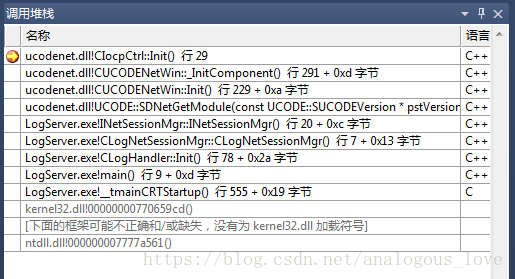 调用堆栈
名称 语言
ucodenet.dll!CIocpCtrl::Init() 行 29 C++
ucodenet.dll!CUCODENetWin::_InitComponent() 行 291 + 0xd 字节 C++
ucodenet.dll!CUCODENetWin::Init() 行 229 + 0xa 字节 C++
ucodenet.dll!UCODE::SDNetGetModule(const UCODE::SUCODEVersion * pstVersion C++
LogServer.exe!INetSessionMgr::INetSessionMgr() 行 20 + 0xc 字节 C++
LogServer.exe!CLogNetSessionMgr::CLogNetSessionMgr() 行 7 + 0x13 字节 C++
LogServer.exe!CLogHandler::Init() 行 78 + 0x2a 字节 C++
LogServer.exe!main() 行 9 + 0xd 字节 C++
LogServer.exe!__tmainCRTStartup() 行 555 + 0x19 字节 C
kernel32.dll!00000000770659cd()
[下面的框架可能不正确和/或缺失，没有为 kernel32.dll 加载符号]
ntdll.dll!000000007777a561()
https://blog.csdn.net/analogous_love